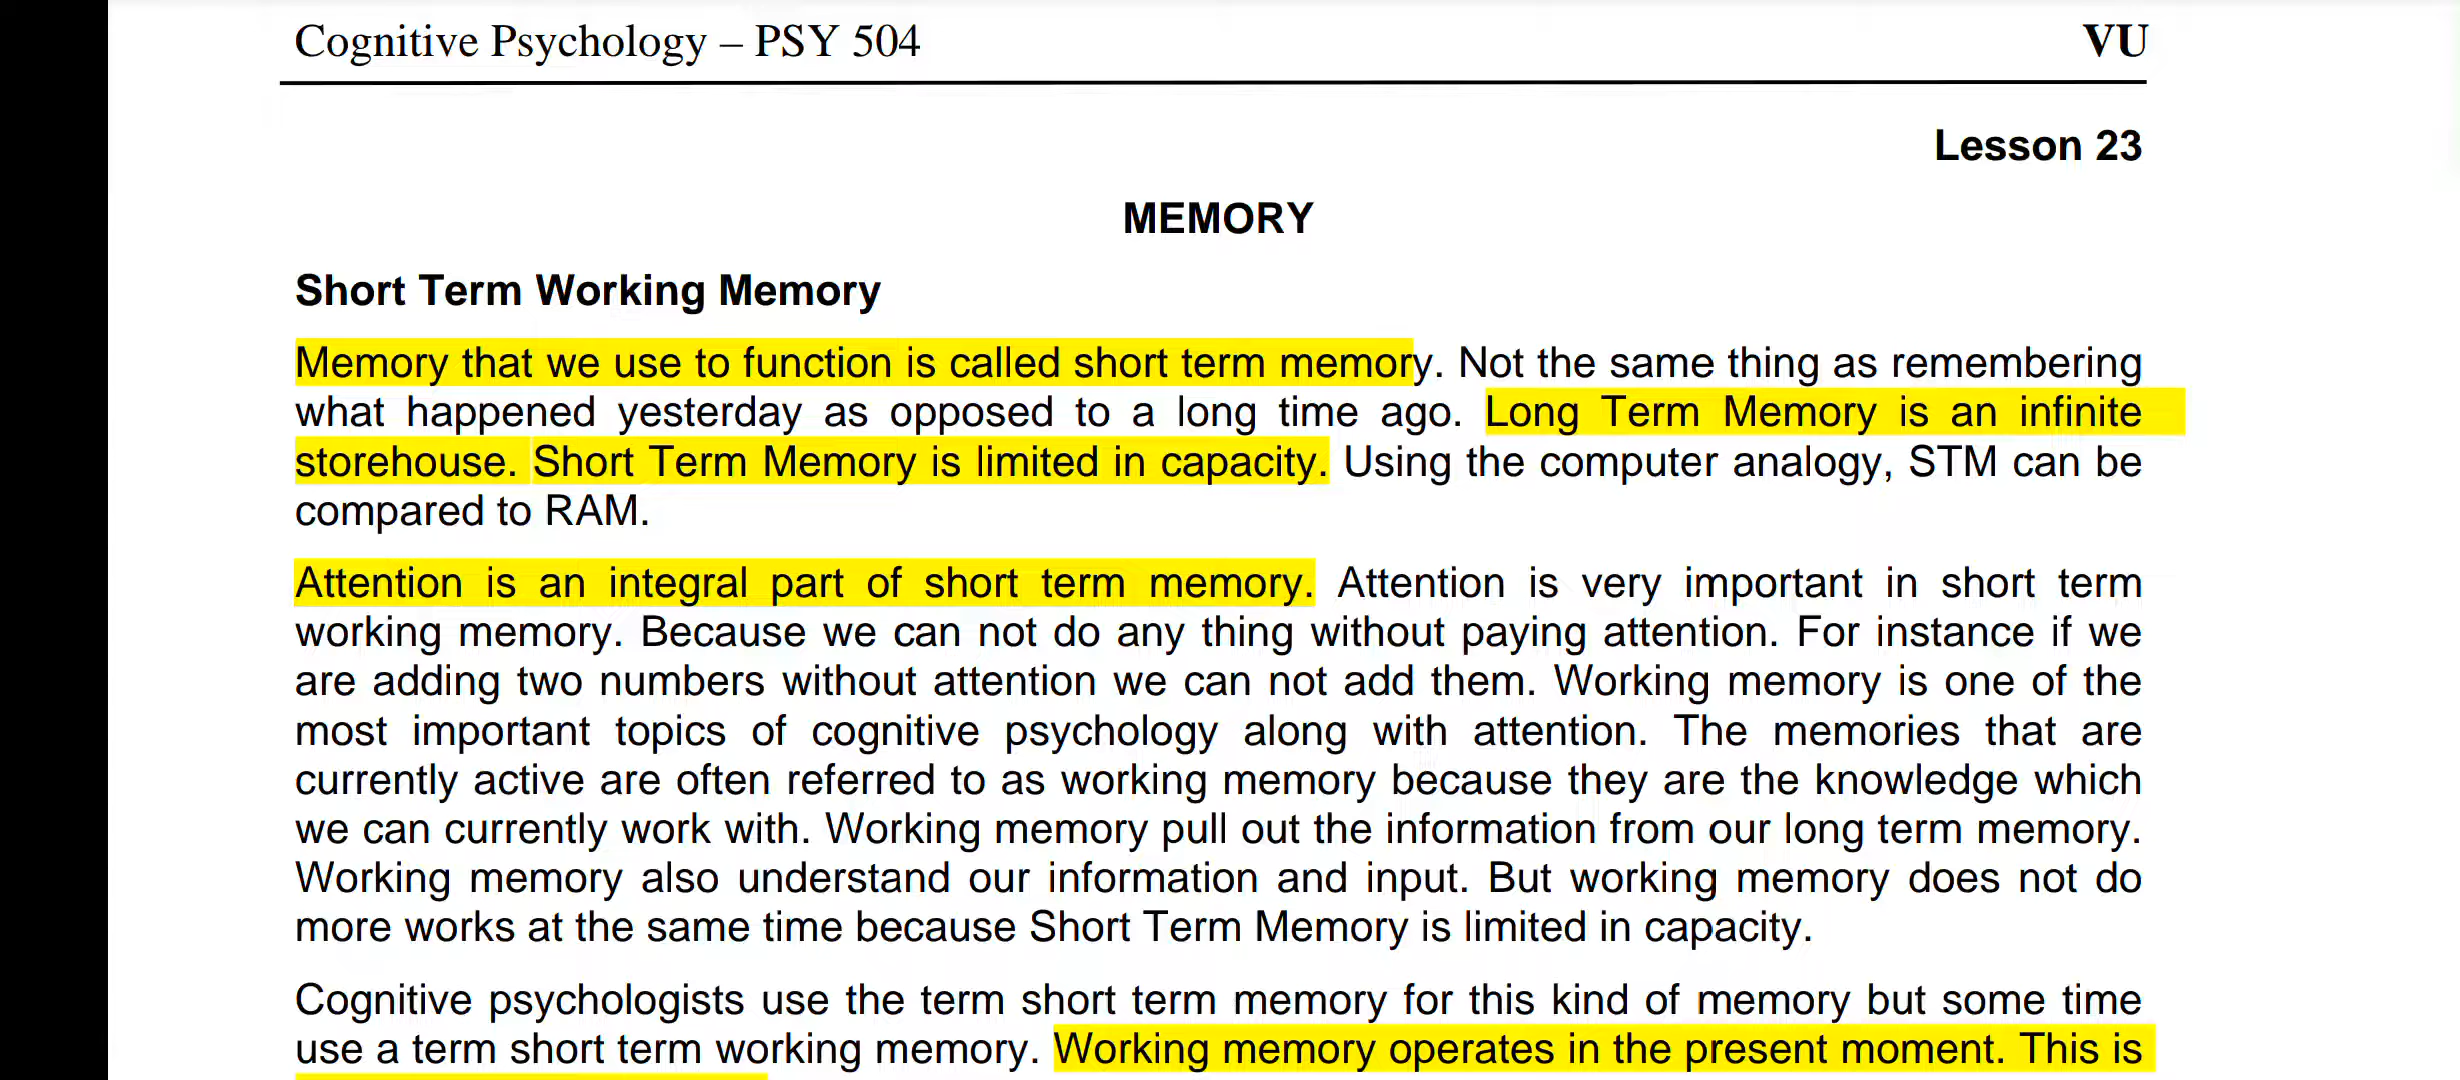 Cognitive Psychology – PSY 504 VU
Lesson 23
MEMORY
Short Term Working Memory
Memory that we use to function is called short term memory. Not the same thing as remembering
what happened yesterday as opposed to a long time ago. Long Term Memory is an infinite
storehouse. Short Term Memory is limited in capacity. Using the computer analogy, STM can be
compared to RAM.
Attention is an integral part of short term memory. Attention is very important in short term
working memory. Because we can not do any thing without paying attention. For instance if we
are adding two numbers without attention we can not add them. Working memory is one of the
most important topics of cognitive psychology along with attention. The memories that are
currently active are often referred to as working memory because they are the knowledge which
we can currently work with. Working memory pull out the information from our long term memory.
Working memory also understand our information and input. But working memory does not do
more works at the same time because Short Term Memory is limited in capacity.
Cognitive psychologists use the term short term memory for this kind of memory but some time
use a term short term working memory. Working memory operates in the present moment. This is